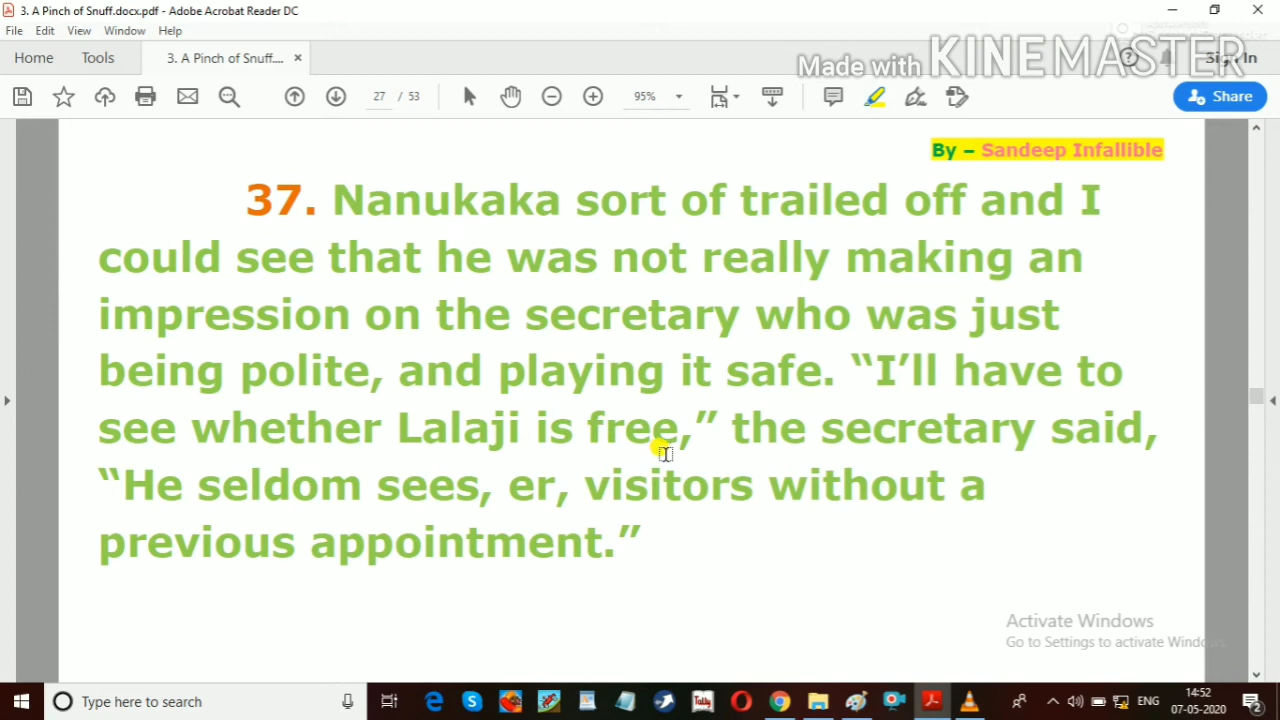 3. A Pinch of Snuff.docx.pdf - Adobe Acrobat Reader DC
File Edit View Window Help
Home Tools 3. A Pinch of Snuff.... × Sign In
Made with KINEMASTER
27 / 53 95% Share
By – Sandeep Infallible
37. Nanukaka sort of trailed off and I
could see that he was not really making an
impression on the secretary who was just
being polite, and playing it safe. “I’ll have to
see whether Lalaji is free,” the secretary said,
“He seldom sees, er, visitors without a
previous appointment.”
Activate Windows
Go to Settings to activate Windows.
Type here to search
Tally
ENG
14:52
07-05-2020
2